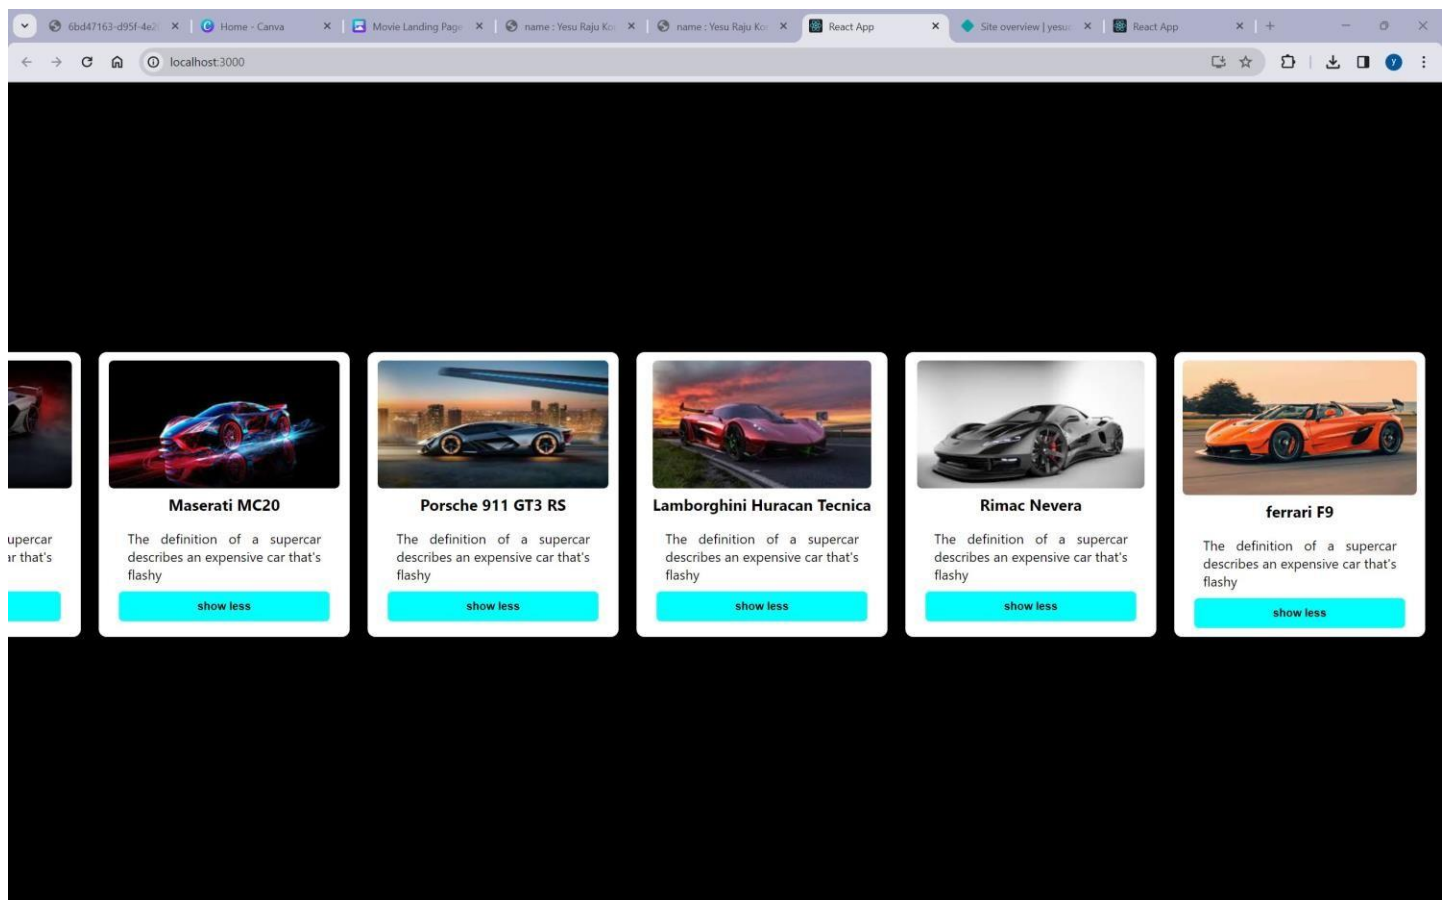 6bd47163-d95f-4e2
Home - Canva
Movie Landing Page
name : Yesu Raju Ko
name : Yesu Raju Ko
React App
Site overview | yesu
React App
localhost:3000
y
Maserati MC20
Porsche 911 GT3 RS
Lamborghini Huracan Tecnica
Rimac Nevera
ferrari F9
upercar
ar that's
The definition of a supercar
describes an expensive car that's
flashy
show less
The definition of a supercar
describes an expensive car that's
flashy
show less
The definition of a supercar
describes an expensive car that's
flashy
show less
The definition of a supercar
describes an expensive car that's
flashy
show less
The definition of a supercar
describes an expensive car that's
flashy
show less